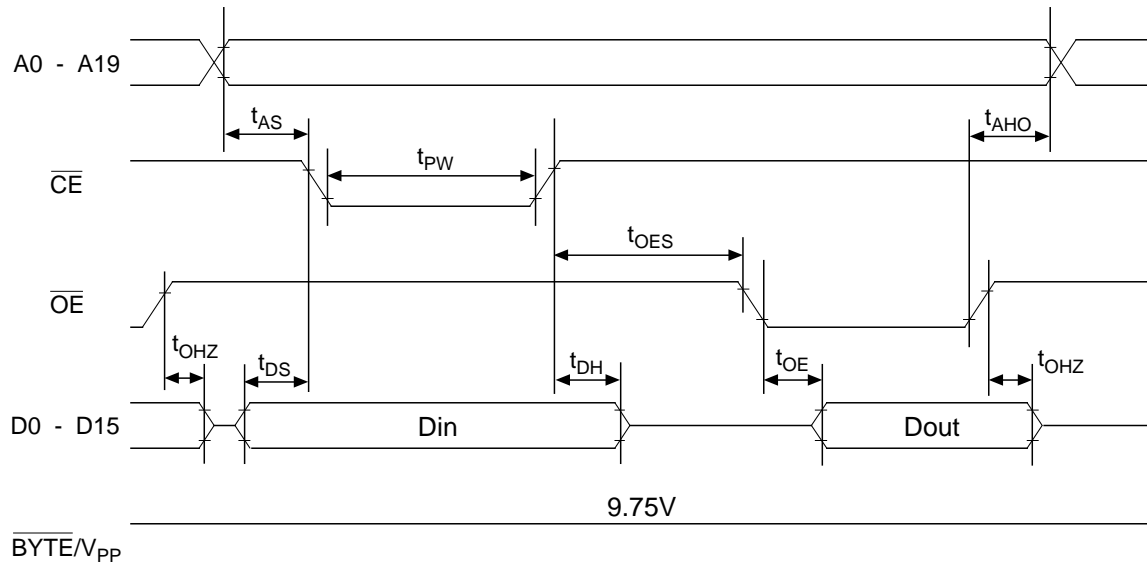 A0 - A19
tAS
tAHO
tPW
CE
tOES
OE
tOHZ
tDS
tDH
tOE
tOHZ
D0 - D15
Din
Dout
9.75V
BYTE/VPP